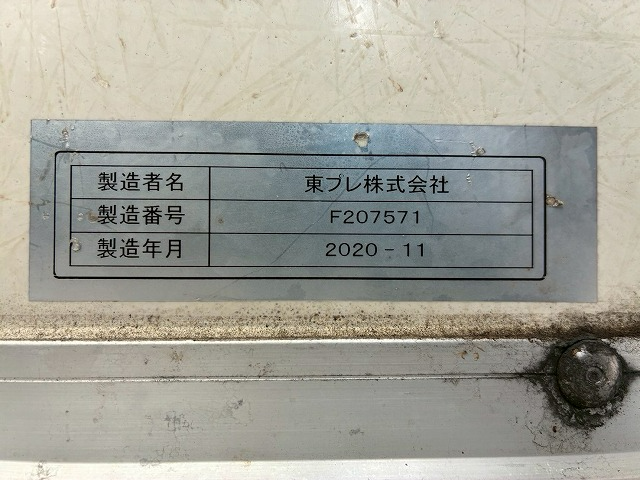 製造者名 東プレ株式会社
製造番号 F207571
製造年月 2020-11